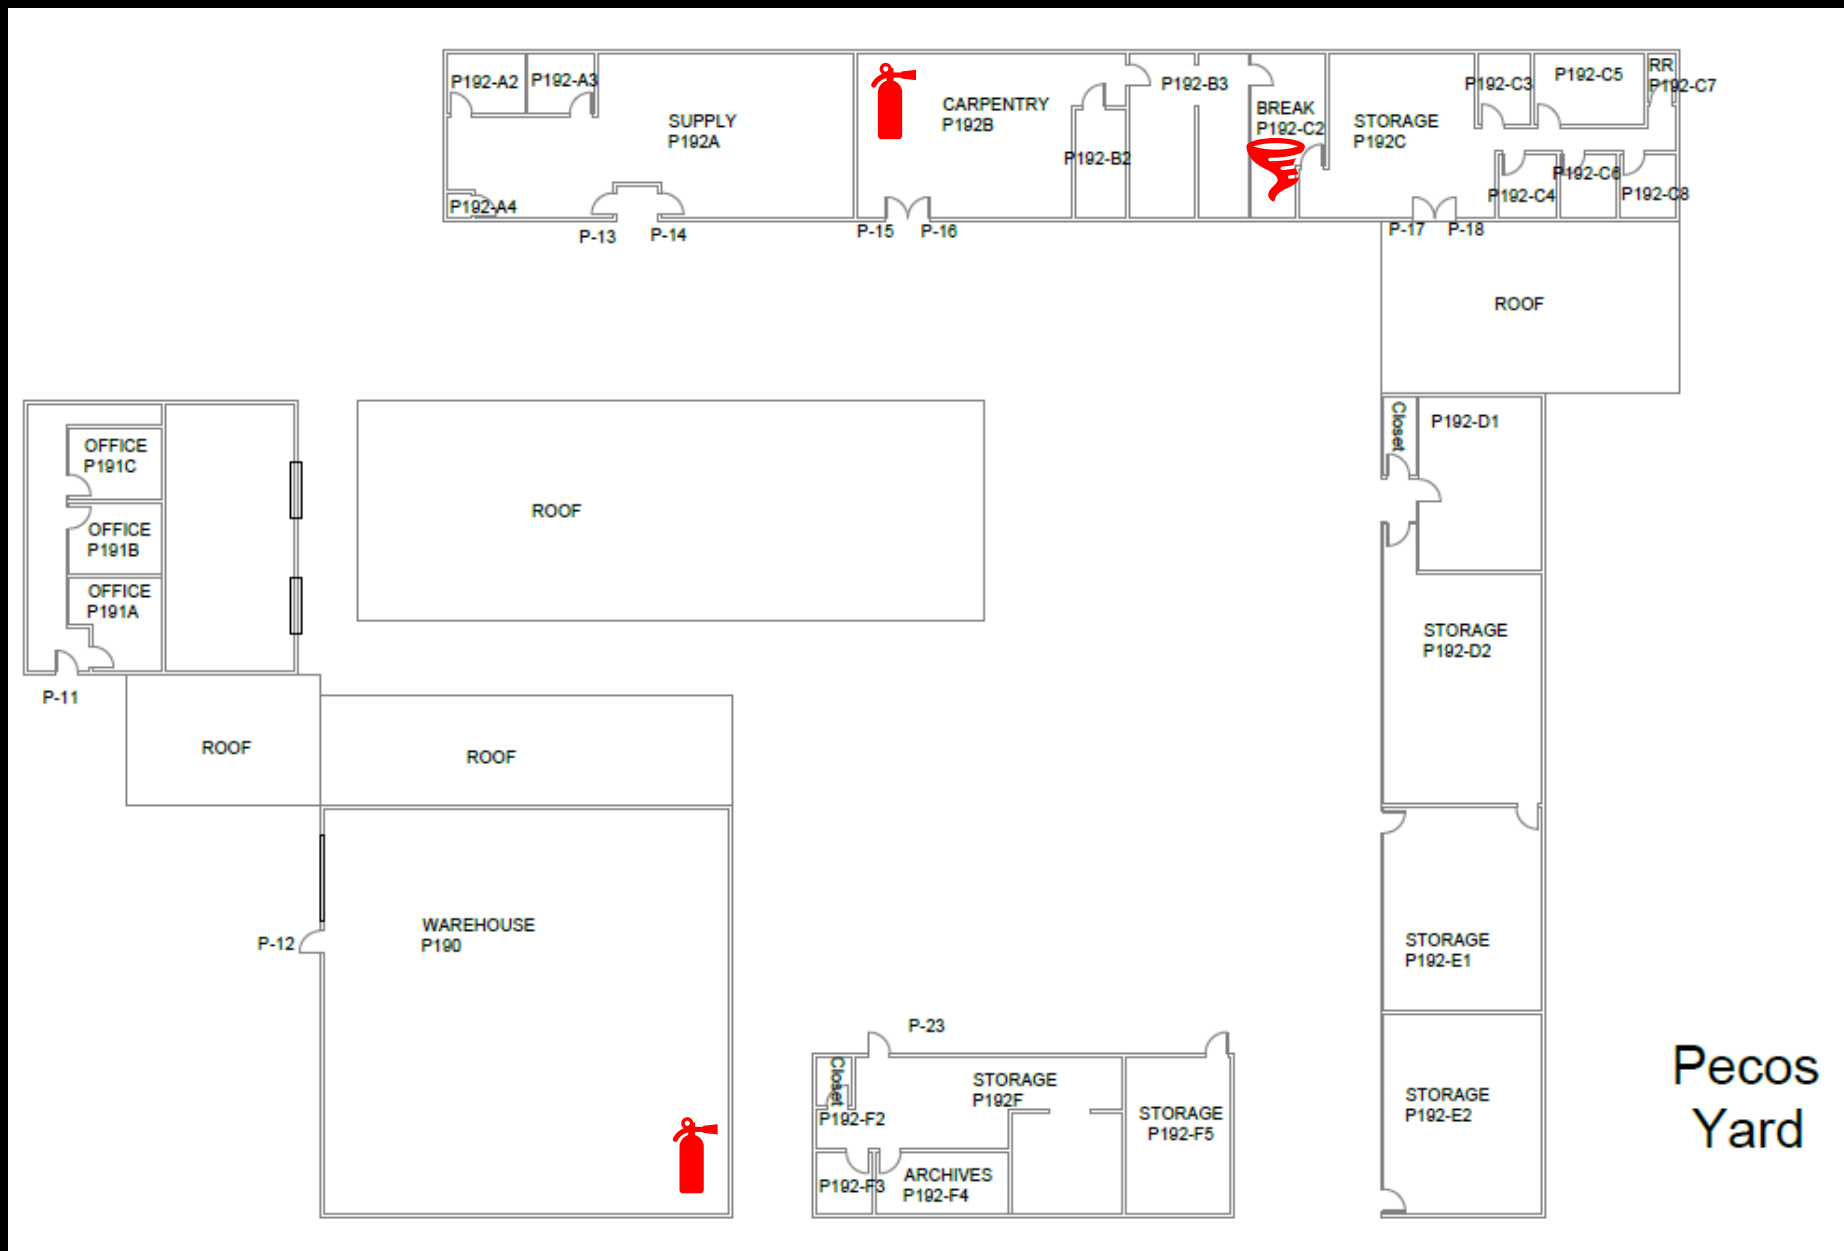 P192-A2
P192-A3
SUPPLY
P192A
P192-A4
P-13
P-14
CARPENTRY
P192B
P192-B2
P-15
P-16
P192-B3
BREAK
P192-C2
STORAGE
P192C
P192-C3
P192-C5
RR
P192-C7
P192-C4
P192-C6
P192-C8
P-17
P-18
ROOF
OFFICE
P191C
OFFICE
P191B
OFFICE
P191A
P-11
ROOF
ROOF
ROOF
Closet
P192-D1
STORAGE
P192-D2
STORAGE
P192-E1
STORAGE
P192-E2
P-12
WAREHOUSE
P190
P-23
Closet
STORAGE
P192F
P192-F2
STORAGE
P192-F5
P192-F3
ARCHIVES
P192-F4
Pecos
Yard